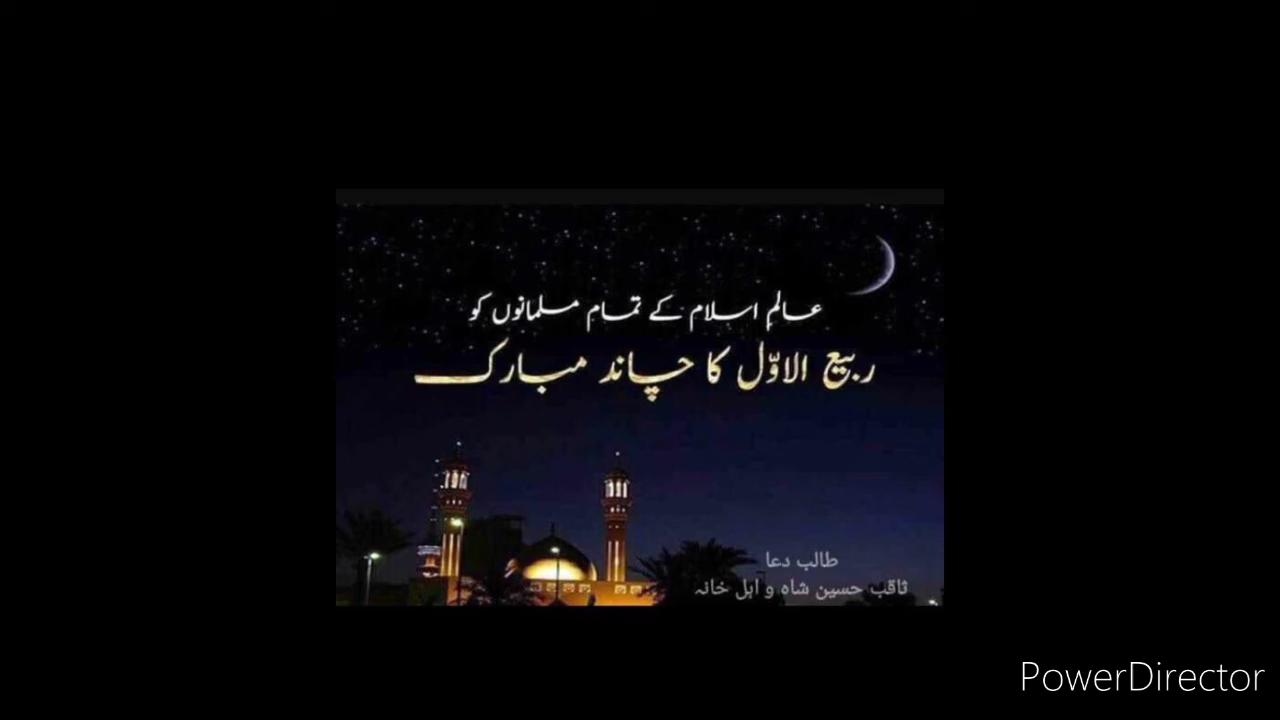 عالمِ اسلام کے تمام مسلمانوں کو
ربیع الاوّل کا چاند مبارک
طالب دعا
ثاقب حسین شاہ و اہل خانہ
PowerDirector